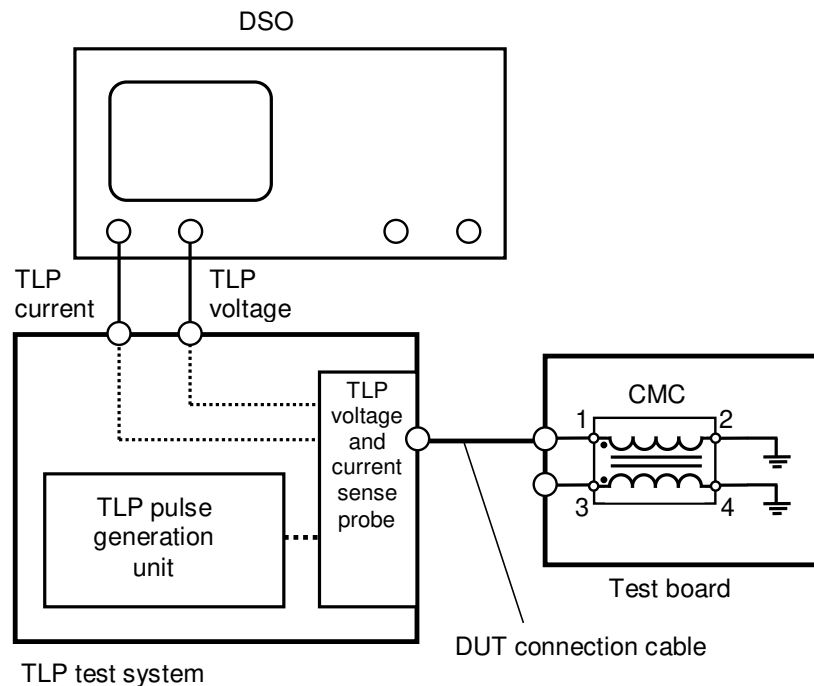 DSO
TLP
current
TLP
voltage
TLP
voltage
and
current
sense
probe
TLP pulse
generation
unit
CMC
1
2
3
4
Test board
DUT connection cable
TLP test system